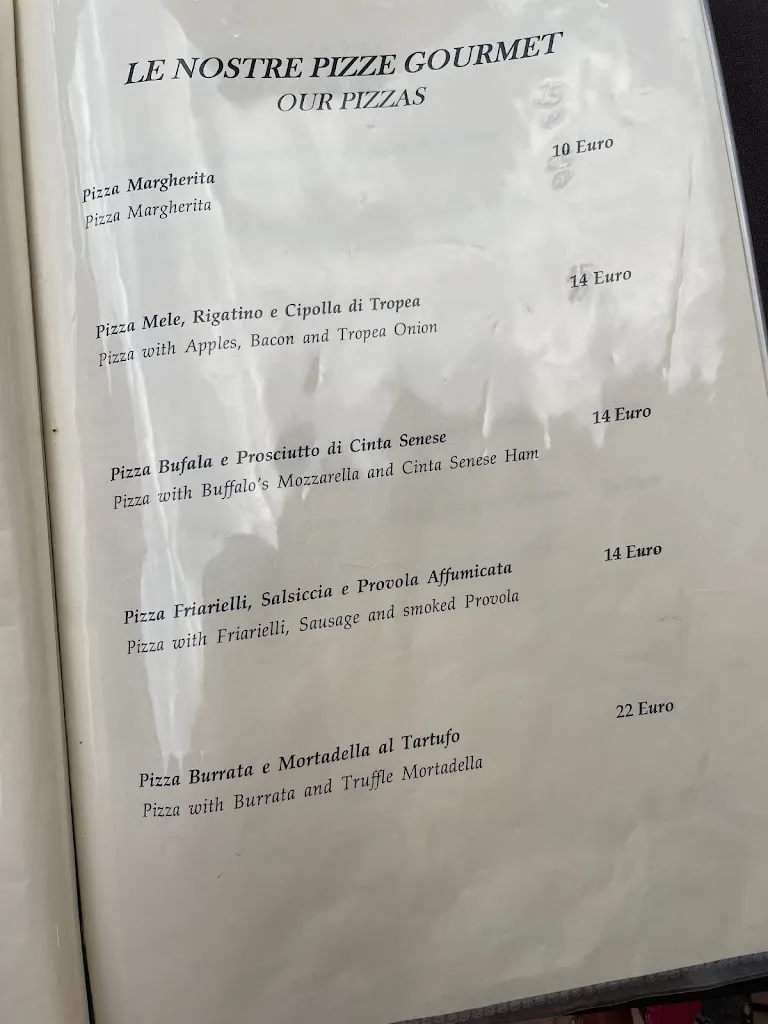 LE NOSTRE PIZZE GOURMET
OUR PIZZAS
10 Euro
Pizza Margherita
Pizza Margherita
14 Euro
Pizza Mele, Rigatino e Cipolla di Tropea
Pizza with Apples, Bacon and Tropea Onion
14 Euro
Pizza Bufala e Prosciutto di Cinta Senese
Pizza with Buffalo's Mozzarella and Cinta Senese Ham
14 Euro
Pizza Friarielli, Salsiccia e Provola Affumicata
Pizza with Friarielli, Sausage and smoked Provola
22 Euro
Pizza Burrata e Mortadella al Tartufo
Pizza with Burrata and Truffle Mortadella